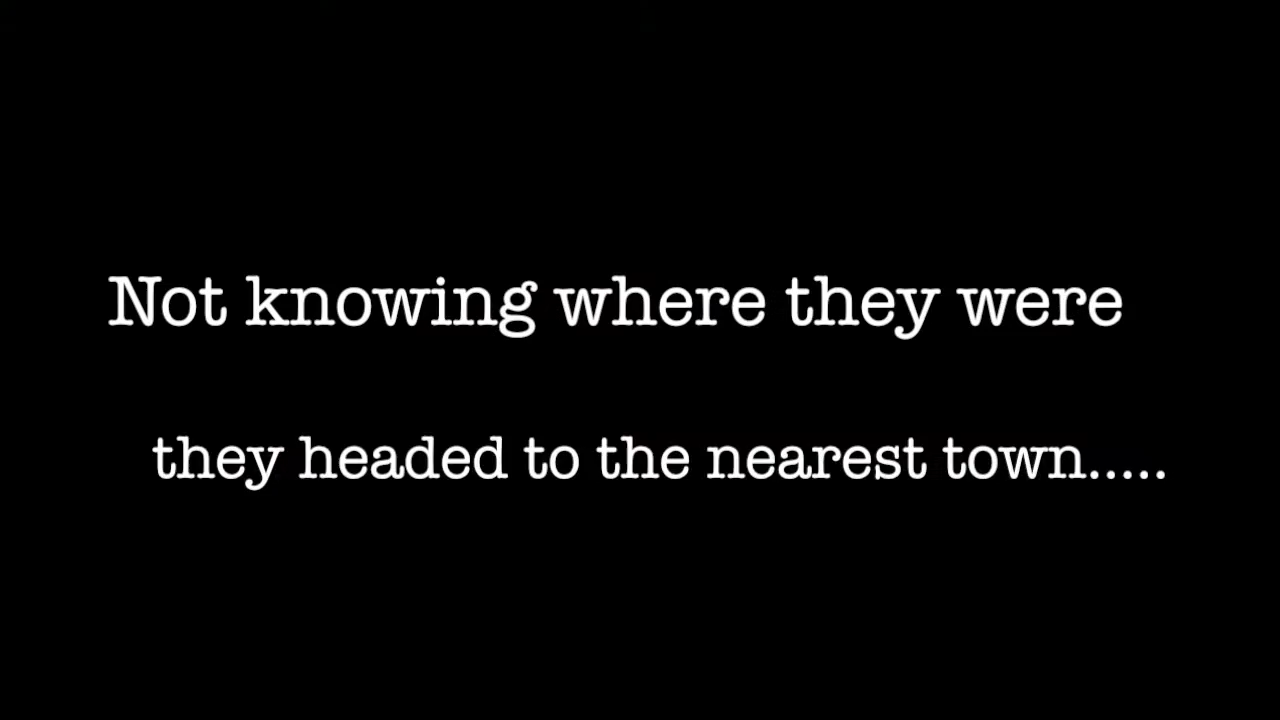 Not knowing where they were
they headed to the nearest town.....